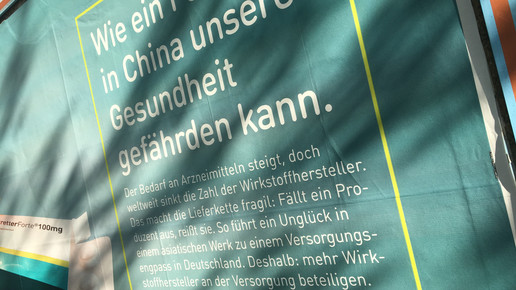 Wie ein
in China unsere
Gesundheit
gefährden kann.
Der Bedarf an Arzneimitteln steigt, doch
weltweit sinkt die Zahl der Wirkstoffhersteller.
Das macht die Lieferkette fragil: Fällt ein Pro-
duzent aus, reißt sie. So führt ein Unglück in
einem asiatischen Werk zu einem Versorgungs-
engpass in Deutschland. Deshalb: mehr Wirk-
stoffhersteller an der Versorgung beteiligen.
retterForte®100mg